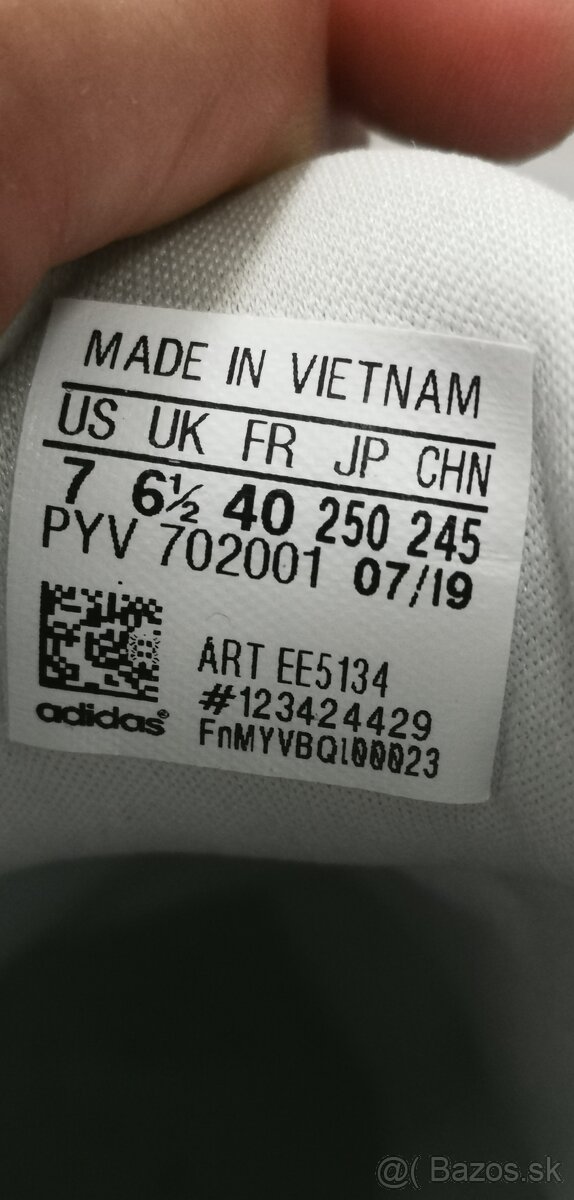 MADE IN VIETNAM
US UK FR JP CHN
7 6½ 40 250 245
PYV 702001 07/19
ART EE5134
#123424429
FnMYVBQl00023
adidas®
@( Bazos.sk